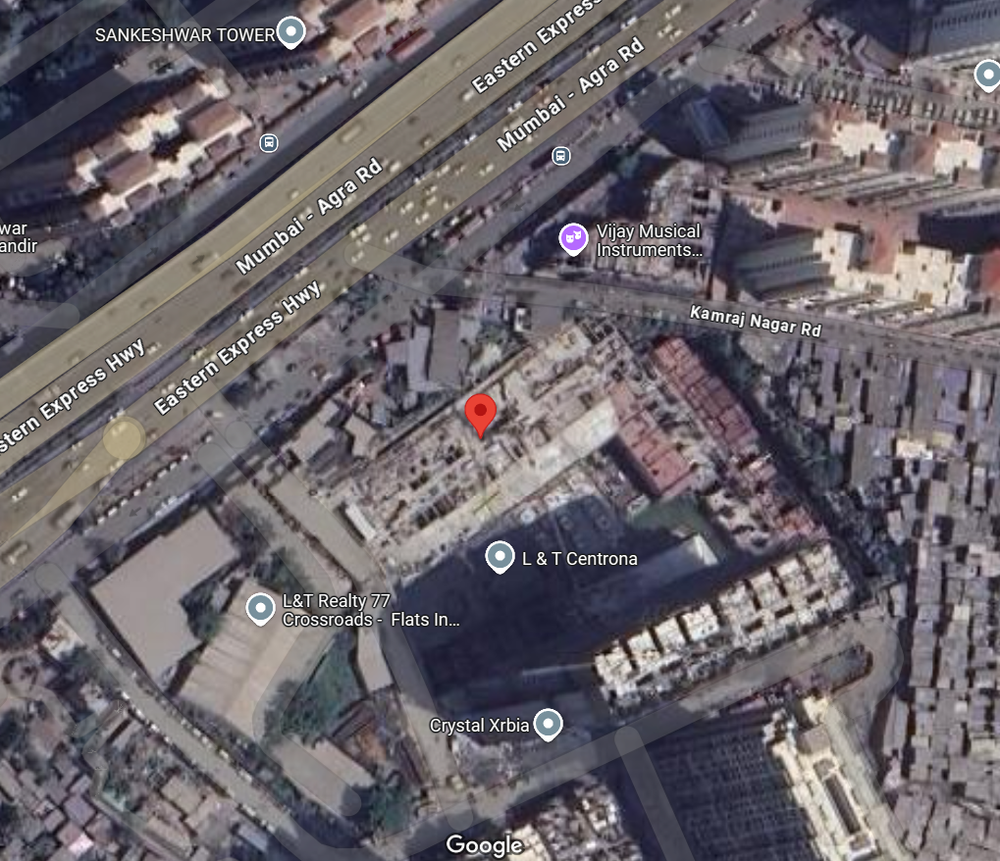 SANKESHWAR TOWER
Eastern Express
Mumbai - Agra Rd
Mumbai - Agra Rd
war
andir
Vijay Musical
Instruments...
Eastern Express Hwy
Kamraj Nagar Rd
stern Express Hwy
L & T Centrona
L&T Realty 77
Crossroads - Flats In...
Crystal Xrbia
Google